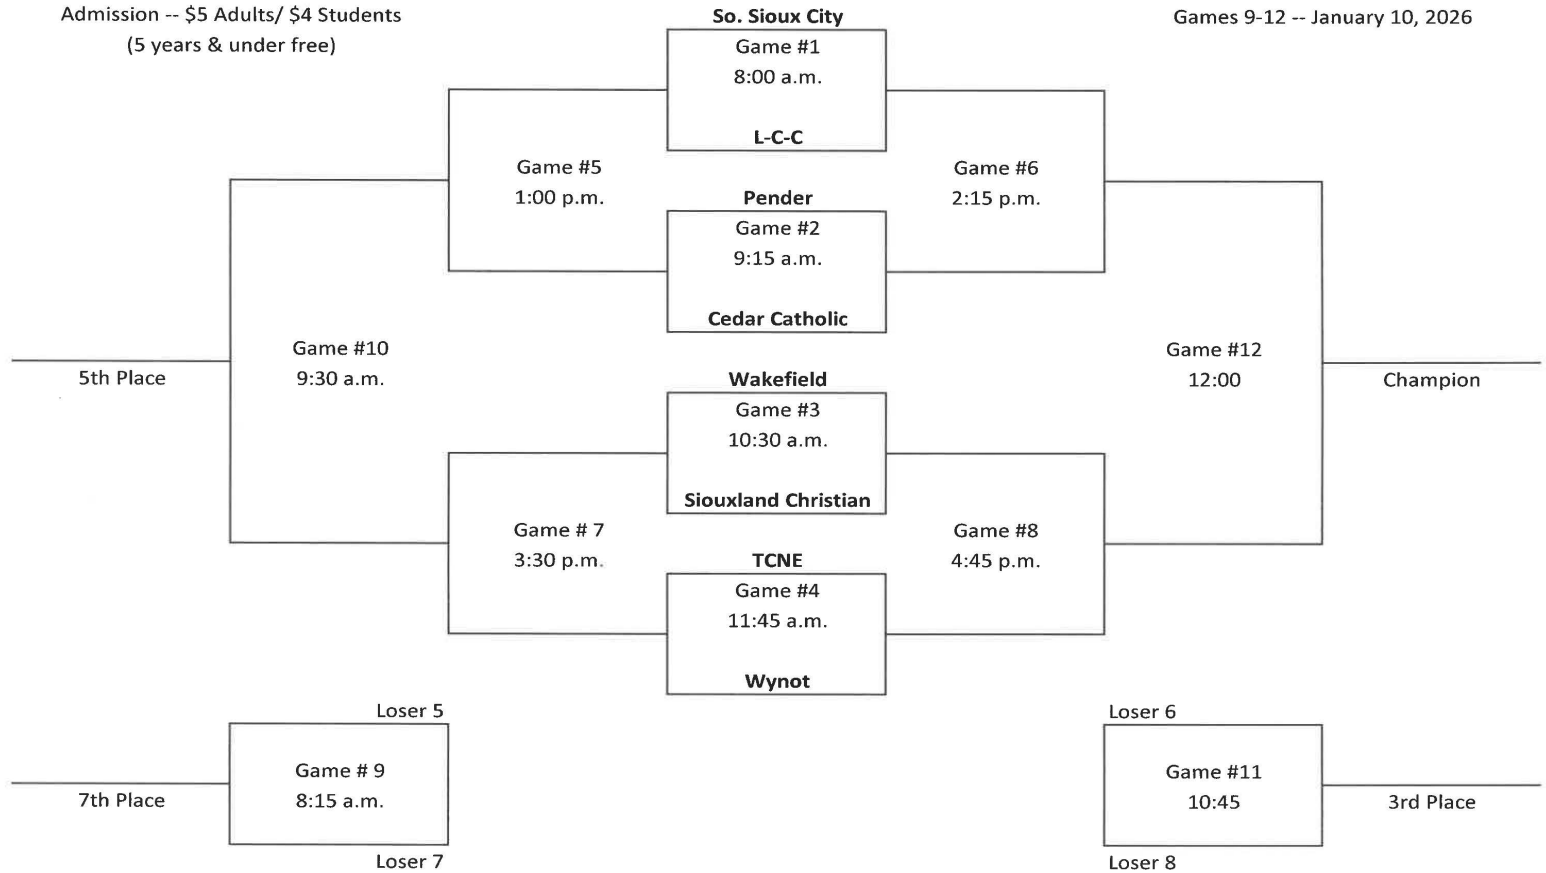 Admission -- $5 Adults/ $4 Students
(5 years & under free)
So. Sioux City
Games 9-12 -- January 10, 2026
Game #1
8:00 a.m.
L-C-C
Game #5
1:00 p.m.
Game #6
2:15 p.m.
Pender
Game #2
9:15 a.m.
Cedar Catholic
Game #10
9:30 a.m.
5th Place
Game #12
12:00
Champion
Wakefield
Game #3
10:30 a.m.
Siouxland Christian
Game # 7
3:30 p.m.
Game #8
4:45 p.m.
TCNE
Game #4
11:45 a.m.
Wynot
Loser 5
Game # 9
8:15 a.m.
7th Place
Loser 7
Loser 6
Game #11
10:45
3rd Place
Loser 8